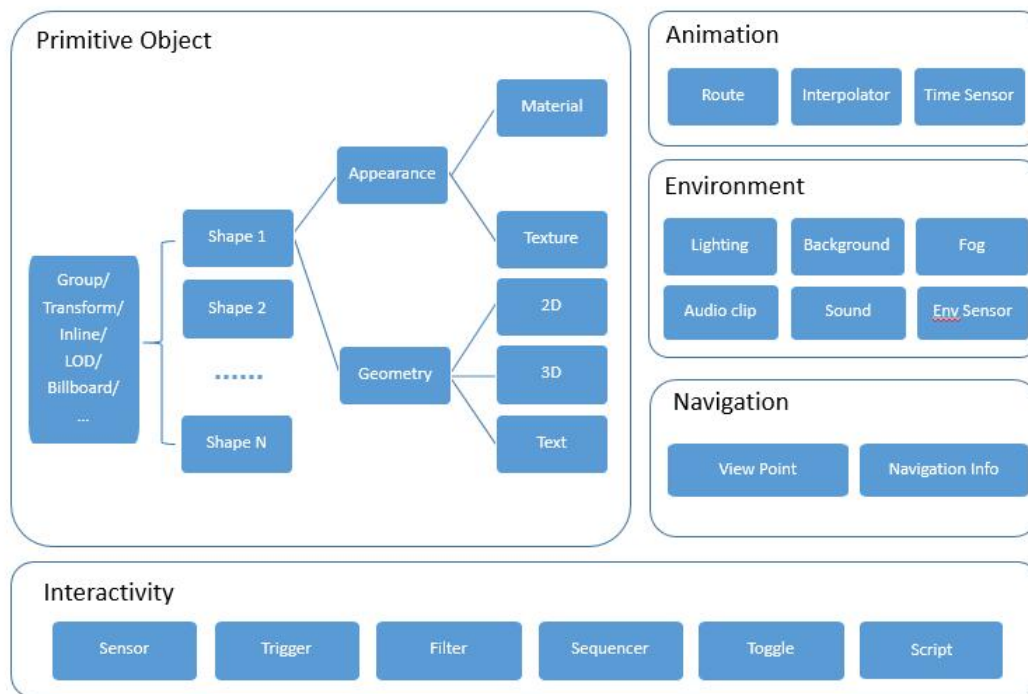 Primitive Object
Group/
Transform/
Inline/
LOD/
Billboard/
...
Shape 1
Shape 2
......
Shape N
Appearance
Geometry
Material
Texture
2D
3D
Text
Animation
Route
Interpolator
Time Sensor
Environment
Lighting
Background
Fog
Audio clip
Sound
Env Sensor
Navigation
View Point
Navigation Info
Interactivity
Sensor
Trigger
Filter
Sequencer
Toggle
Script